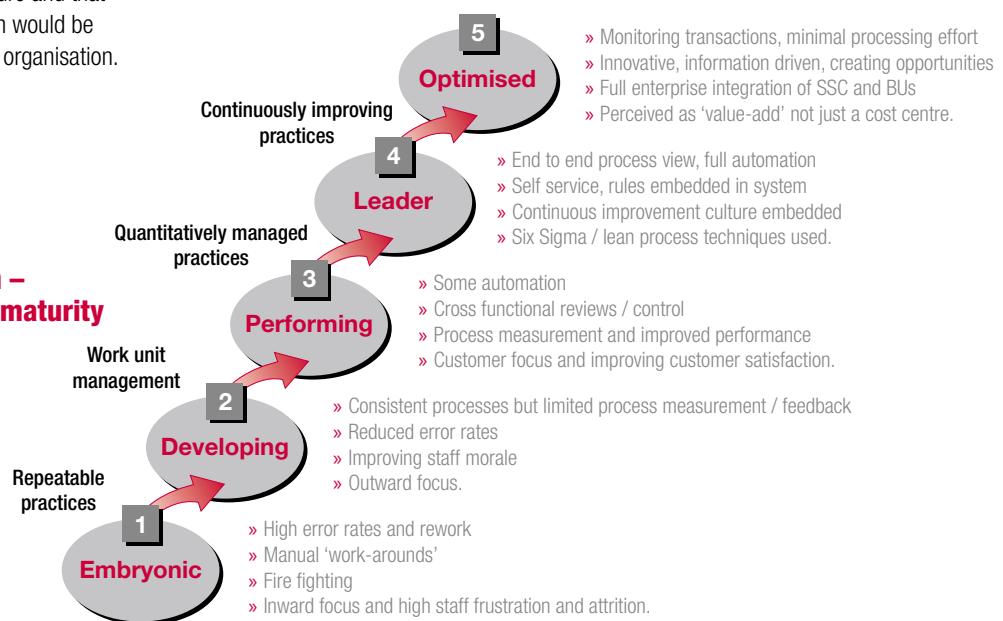 ure and that
n would be
organisation.
n –
maturity
5
Optimised
» Monitoring transactions, minimal processing effort
» Innovative, information driven, creating opportunities
» Full enterprise integration of SSC and BUs
» Perceived as ‘value-add’ not just a cost centre.
Continuously improving
practices
4
Leader
» End to end process view, full automation
» Self service, rules embedded in system
» Continuous improvement culture embedded
» Six Sigma / lean process techniques used.
Quantitatively managed
practices
3
Performing
» Some automation
» Cross functional reviews / control
» Process measurement and improved performance
» Customer focus and improving customer satisfaction.
Work unit
management
2
Developing
» Consistent processes but limited process measurement / feedback
» Reduced error rates
» Improving staff morale
» Outward focus.
Repeatable
practices
1
Embryonic
» High error rates and rework
» Manual ‘work-arounds’
» Fire fighting
» Inward focus and high staff frustration and attrition.